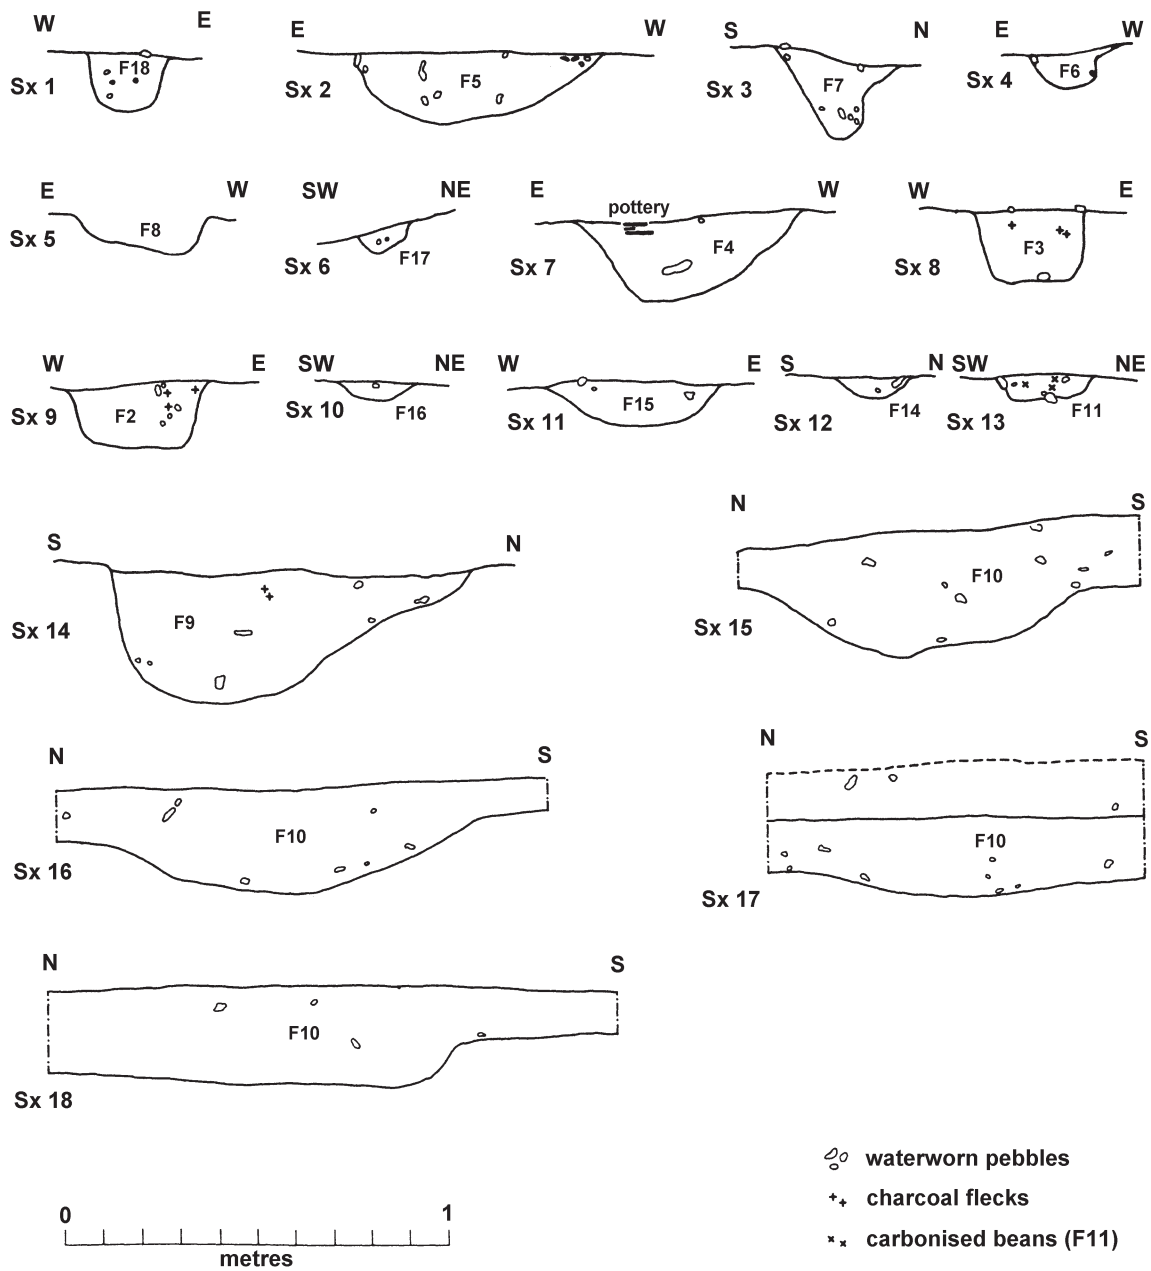 W E E W S N E W
Sx 1 F18 Sx 2 F5 Sx 3 F7 Sx 4 F6
E W SW NE E W W E
pottery
Sx 5 F8 Sx 6 F17 Sx 7 F4 Sx 8 F3
W E SW NE W E S N SW NE
Sx 9 F2 Sx 10 F16 Sx 11 F15 Sx 12 F14 Sx 13 F11
S N
Sx 14 F9
N S
Sx 15 F10
N S
Sx 16 F10
N S
Sx 17 F10
N S
Sx 18 F10
0 1
metres
waterworn pebbles
charcoal flecks
carbonised beans (F11)